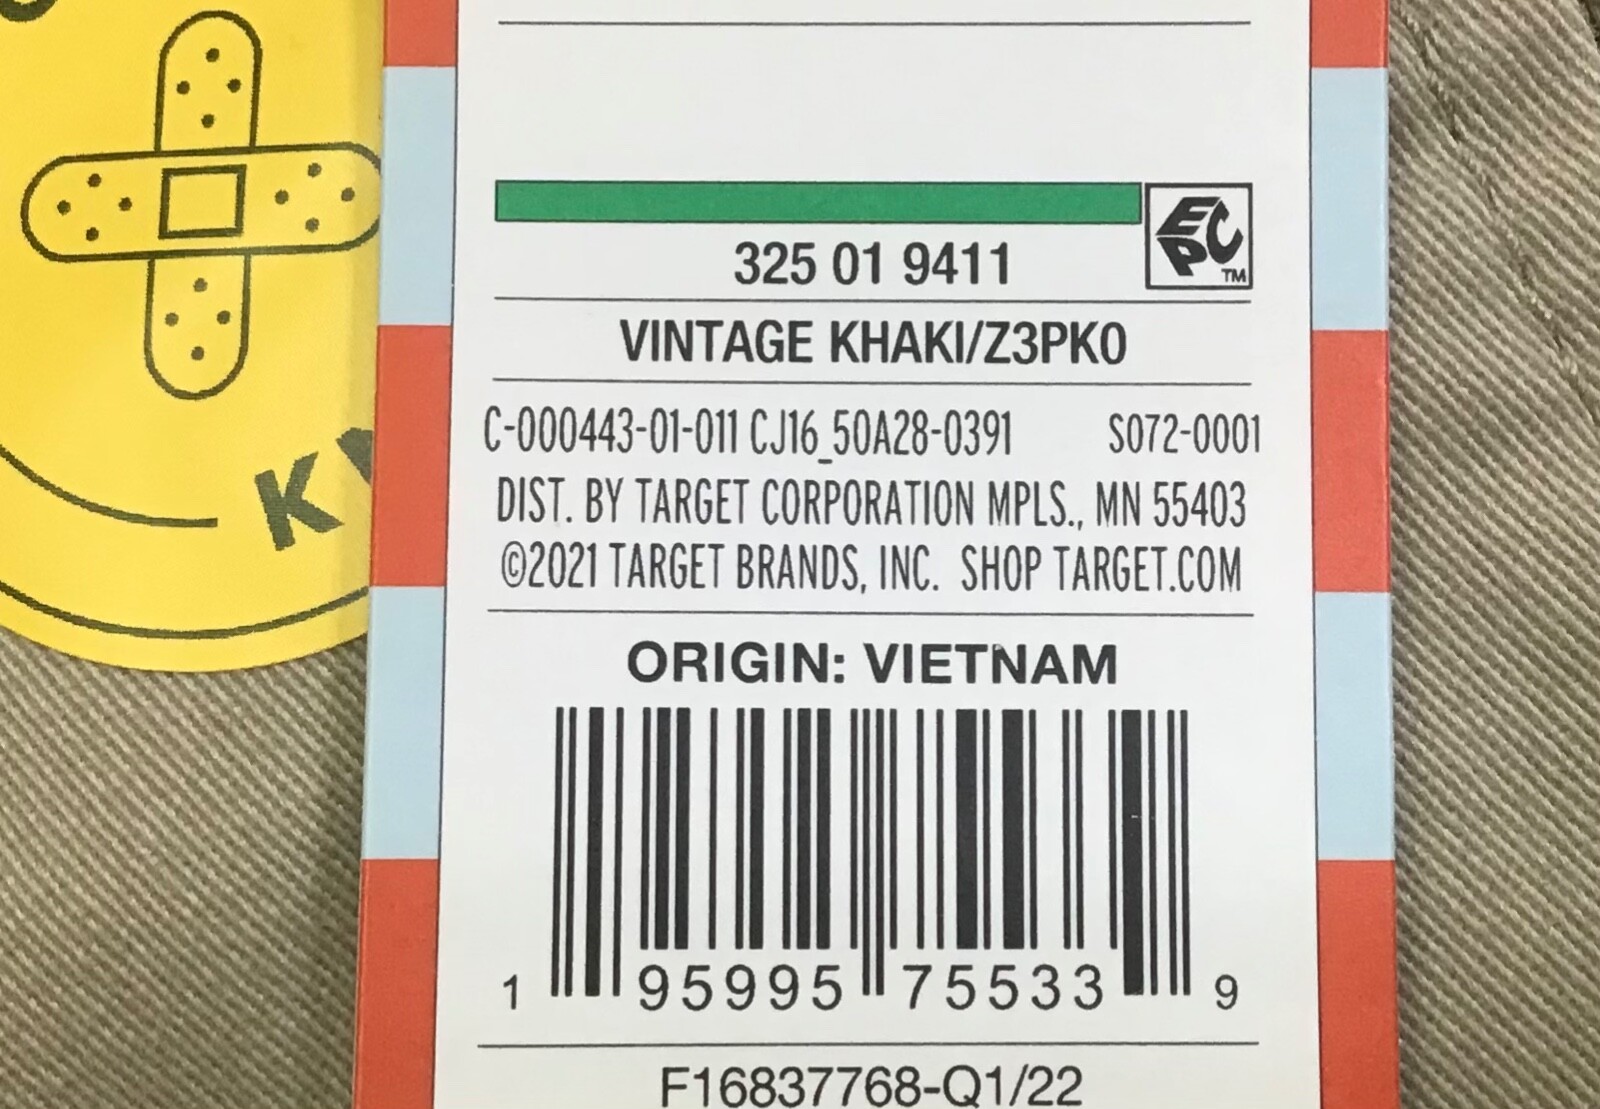 EPC
TM
325 01 9411
VINTAGE KHAKI/Z3PK0
C-000443-01-011 CJ16_50A28-0391 S072-0001
DIST. BY TARGET CORPORATION MPLS., MN 55403
©2021 TARGET BRANDS, INC. SHOP TARGET.COM
ORIGIN: VIETNAM
1 95995 75533 9
F16837768-Q1/22